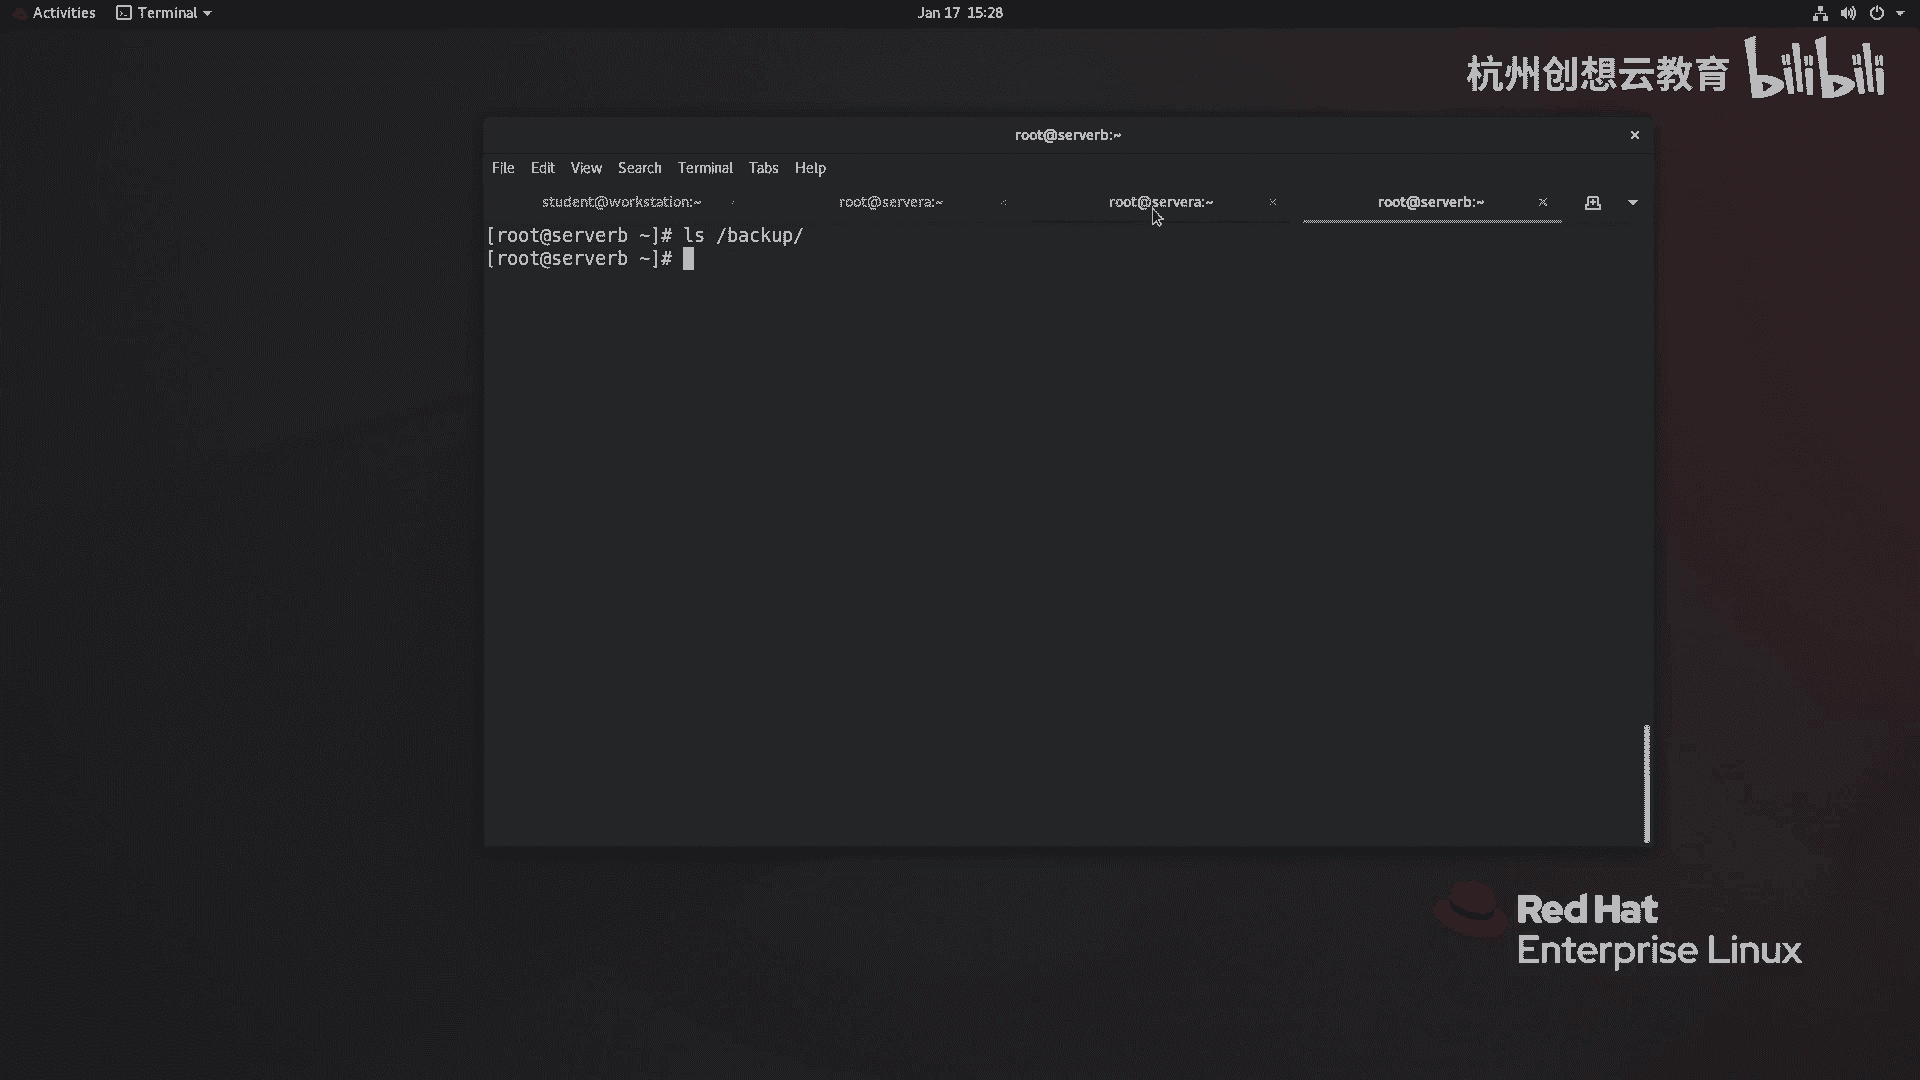 Activities Terminal Jan 17 15:28
杭州创想云教育 bilibili
root@serverb:~
File Edit View Search Terminal Tabs Help
student@workstation:~ root@servera:~ root@servera:~ root@serverb:~
[root@serverb ~]# ls /backup/
[root@serverb ~]#
Red Hat
Enterprise Linux